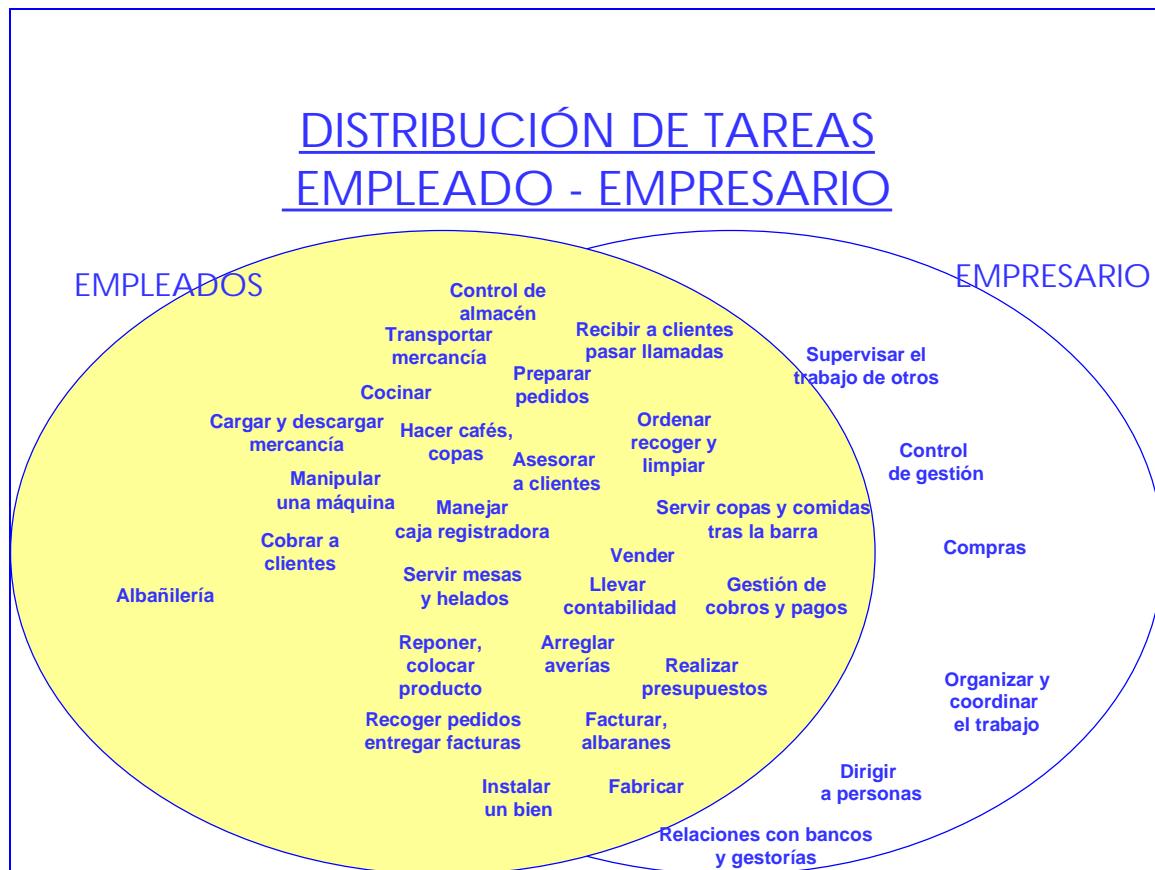 DISTRIBUCIÓN DE TAREAS
EMPLEADO - EMPRESARIO
EMPLEADOS
EMPRESARIO
Control de
almacén
Transportar
mercancía
Recibir a clientes
pasar llamadas
Supervisar el
trabajo de otros
Cocinar
Preparar
pedidos
Cargar y descargar
mercancía
Hacer cafés,
copas
Ordenar
recoger y
limpiar
Asesorar
a clientes
Control
de gestión
Manipular
una máquina
Manejar
caja registradora
Servir copas y comidas
tras la barra
Cobrar a
clientes
Vender
Compras
Albañilería
Servir mesas
y helados
Llevar
contabilidad
Gestión de
cobros y pagos
Reponer,
colocar
producto
Arreglar
averías
Realizar
presupuestos
Organizar y
coordinar
el trabajo
Recoger pedidos
entregar facturas
Facturar,
albaranes
Instalar
un bien
Fabricar
Dirigir
a personas
Relaciones con bancos
y gestorías